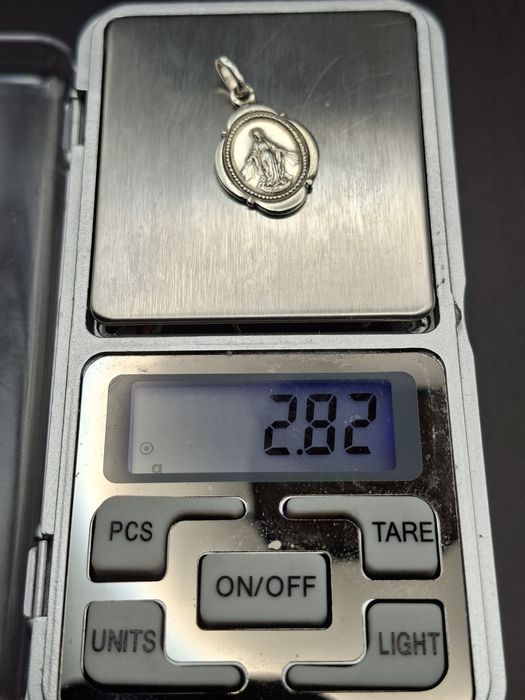 2.82
g
PCS
TARE
ON/OFF
UNITS
LIGHT